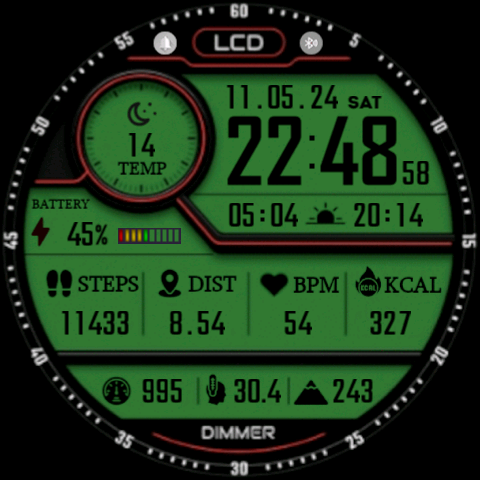 60
55
LCD
5
50
10
11.05.24 SAT
14
TEMP
22:48 58
BATTERY
45%
05:04 20:14
45
15
STEPS DIST BPM KCAL
KCAL
11433 8.54 54 327
40
20
995 30.4 243
35
DIMMER
25
30